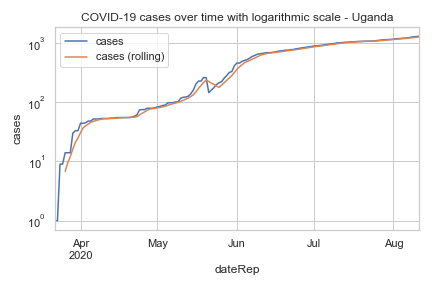 COVID-19 cases over time with logarithmic scale - Uganda
cases
cases (rolling)
10³
10²
10¹
10⁰
cases
Apr
2020
May
Jun
Jul
Aug
dateRep